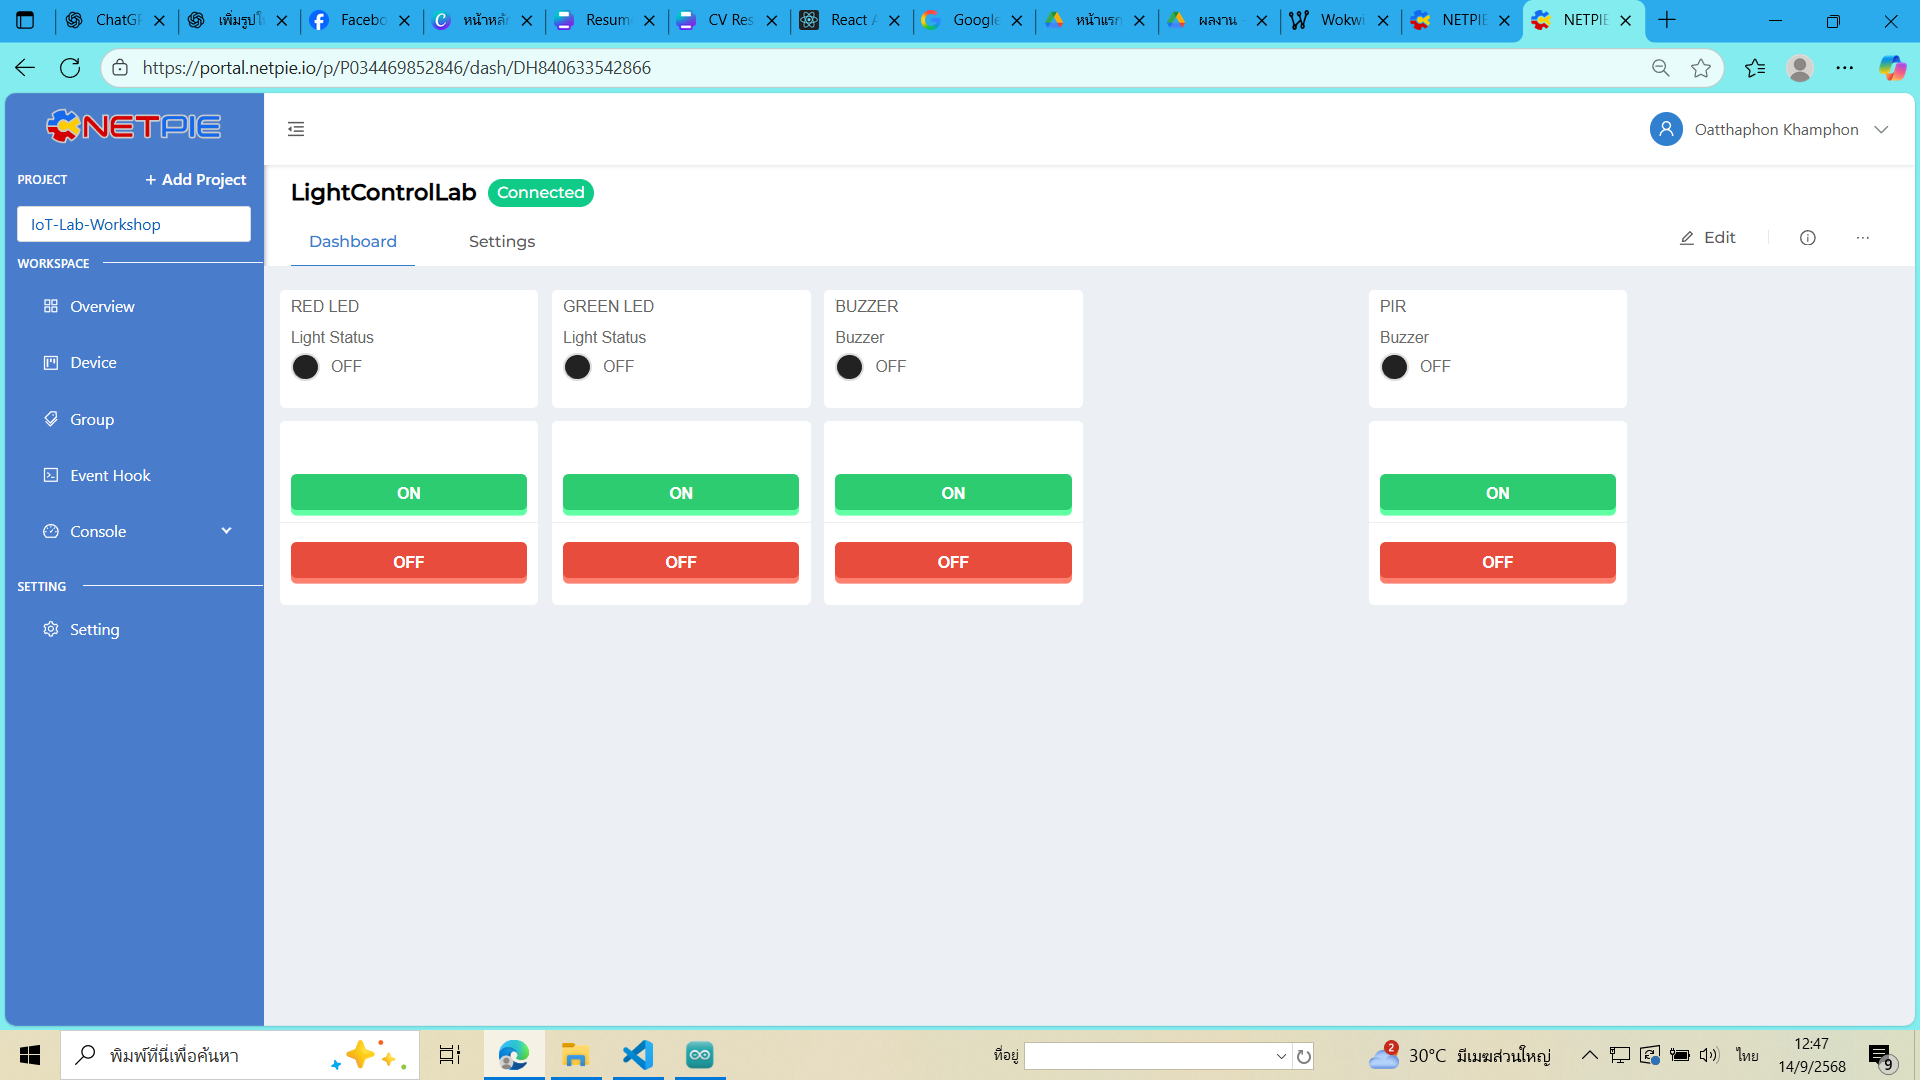 ChatGP
เพิ่มรูปใ
Facebo
หน้าหลัก
Resum
CV Res
React A
Google
หน้าแรก
ผลงาน -
Wokwi
NETPIE
NETPIE
https://portal.netpie.io/p/P034469852846/dash/DH840633542866
NETPIE
Oatthaphon Khamphon
PROJECT
+ Add Project
IoT-Lab-Workshop
WORKSPACE
Overview
Device
Group
Event Hook
Console
SETTING
Setting
LightControlLab Connected
Dashboard Settings
Edit
RED LED
Light Status
OFF
ON
OFF
GREEN LED
Light Status
OFF
ON
OFF
BUZZER
Buzzer
OFF
ON
OFF
PIR
Buzzer
OFF
ON
OFF
พิมพ์ที่นี่เพื่อค้นหา
ที่อยู่
2
30°C มีเมฆส่วนใหญ่
ไทย
12:47
14/9/2568
9